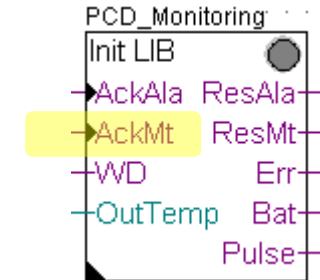 PCD_Monitoring
Init LIB
AckAla ResAla
AckMt ResMt
WD Err
OutTemp Bat
Pulse